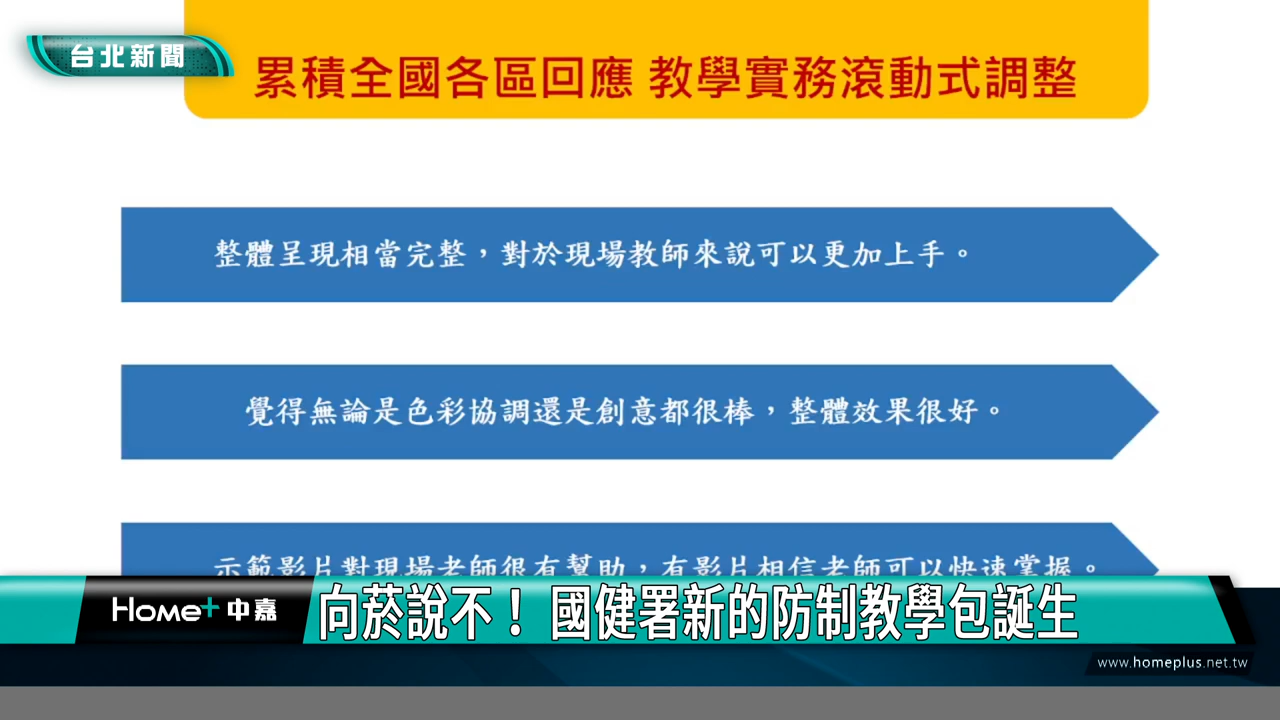 台北新聞
累積全國各區回應 教學實務滾動式調整
整體呈現相當完整，對於現場教師來說可以更加上手。
覺得無論是色彩協調還是創意都很棒，整體效果很好。
示範影片對現場老師很有幫助，有影片相信老師可以快速掌握。
Home+中嘉
向菸說不！ 國健署新的防制教學包誕生
www.homeplus.net.tw